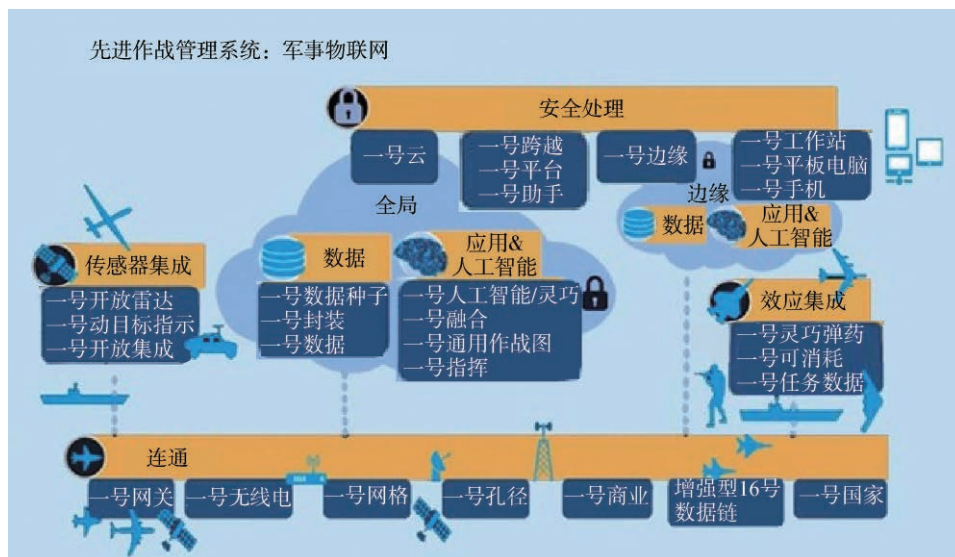 先进作战管理系统：军事物联网
安全处理
一号云
一号跨越
一号平台
一号助手
一号边缘
一号工作站
一号平板电脑
一号手机
全局
边缘
数据
应用&
人工智能
传感器集成
一号开放雷达
一号动目标指示
一号开放集成
数据
一号数据种子
一号封装
一号数据
应用&
人工智能
一号人工智能/灵巧
一号融合
一号通用作战图
一号指挥
效应集成
一号灵巧弹药
一号可消耗
一号任务数据
连通
一号网关
一号无线电
一号网格
一号孔径
一号商业
增强型16号
数据链
一号国家